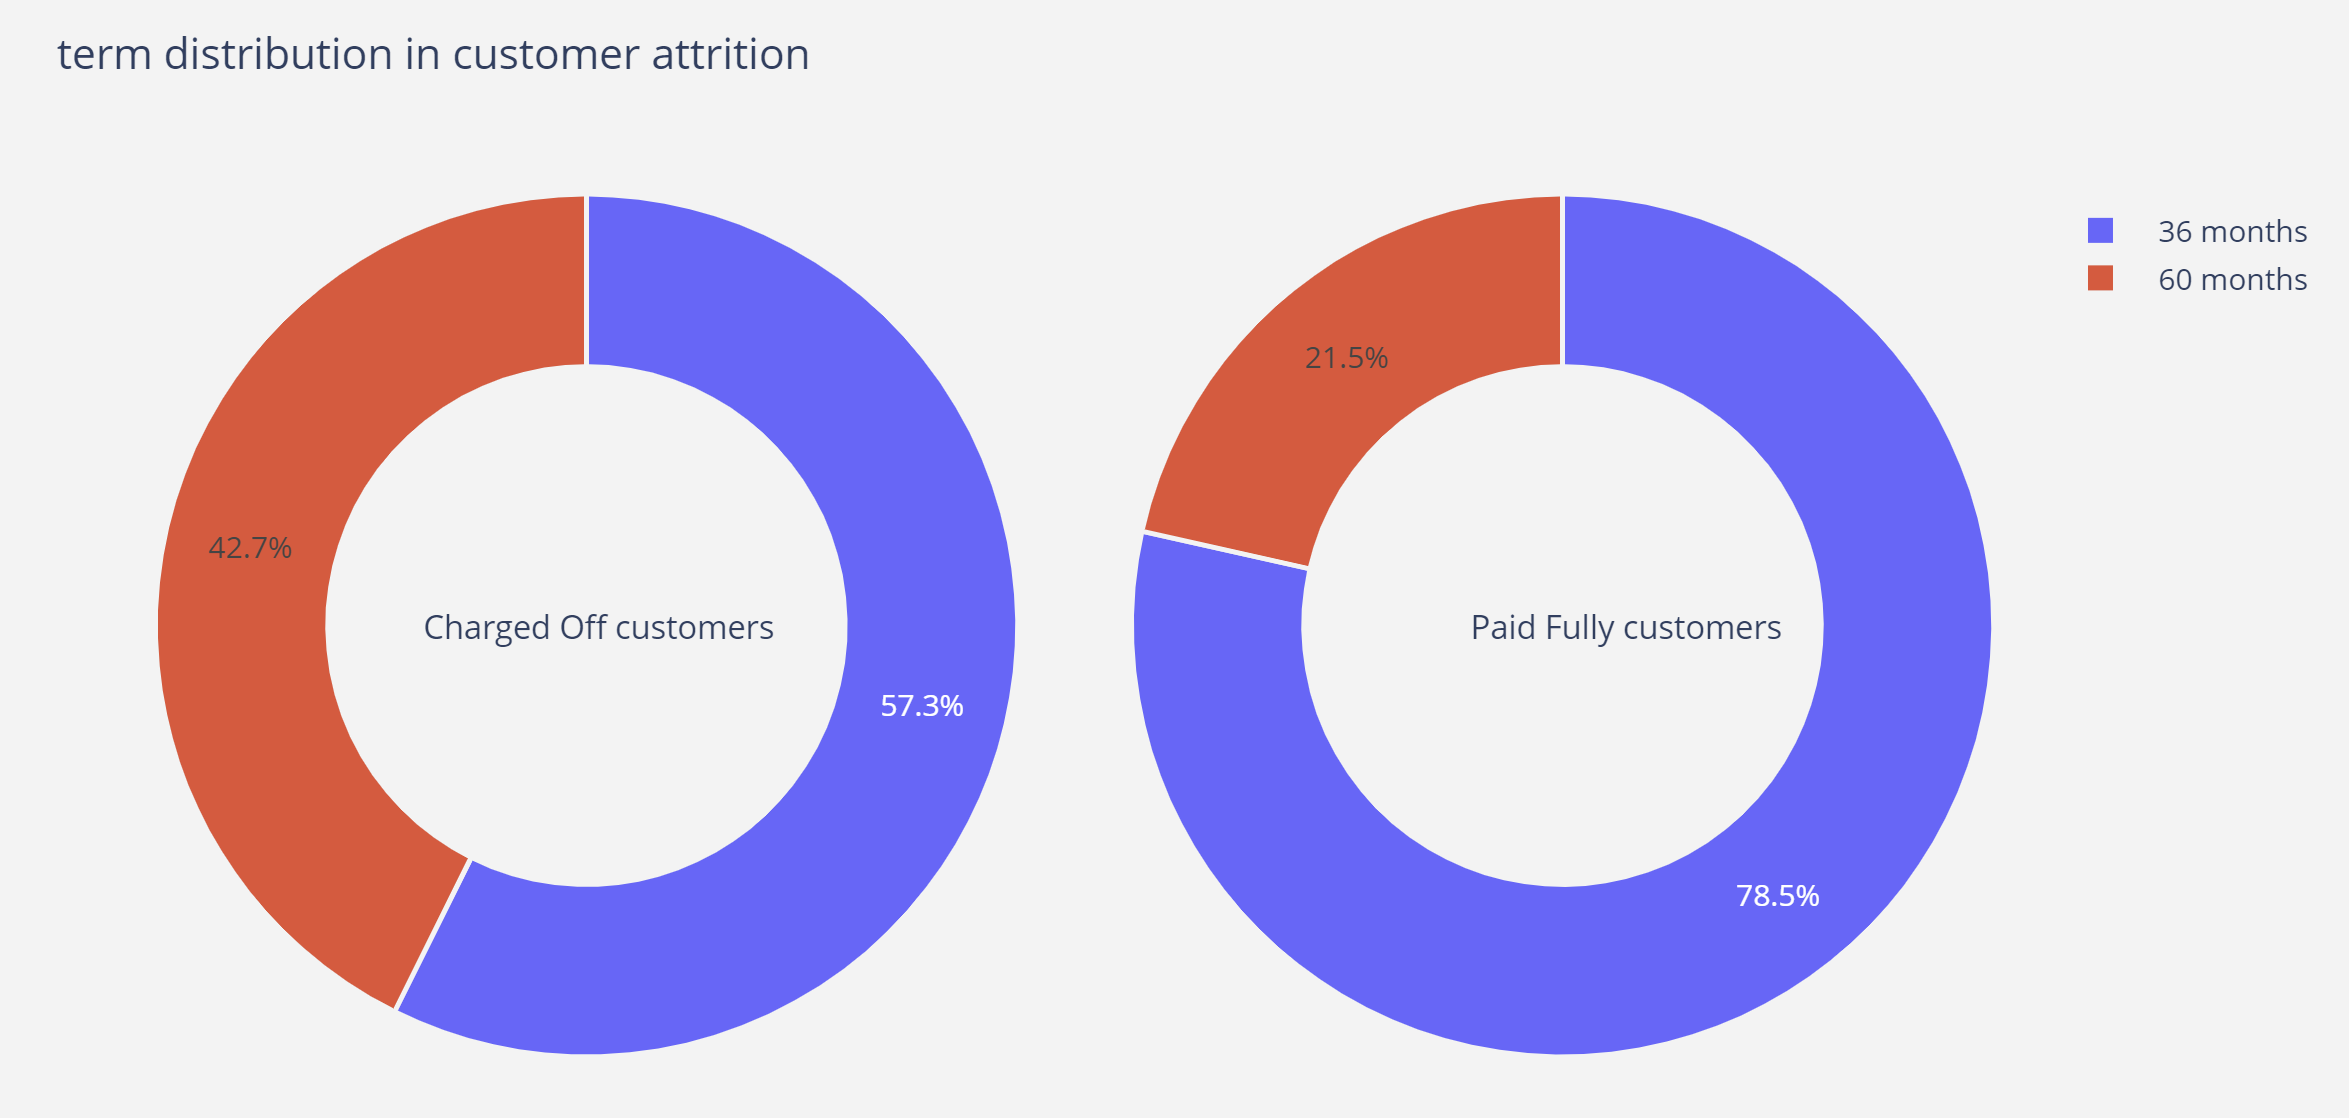 term distribution in customer attrition
36 months
60 months
21.5%
42.7%
Charged Off customers
Paid Fully customers
57.3%
78.5%